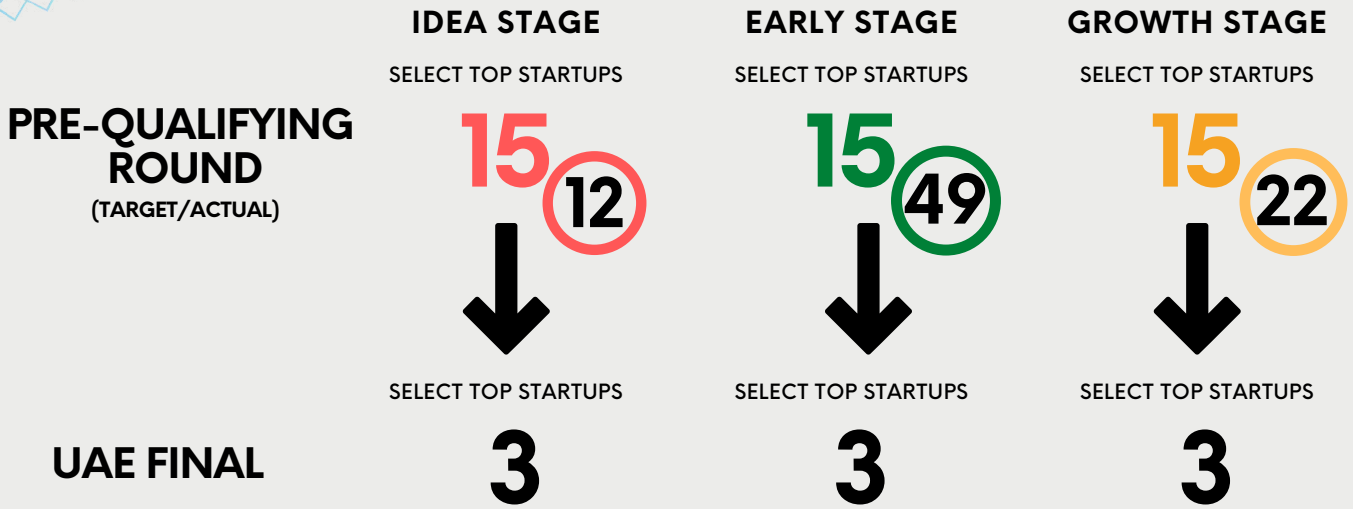 IDEA STAGE
EARLY STAGE
GROWTH STAGE
SELECT TOP STARTUPS
SELECT TOP STARTUPS
SELECT TOP STARTUPS
PRE-QUALIFYING
ROUND
(TARGET/ACTUAL)
15
12
15
49
15
22
SELECT TOP STARTUPS
SELECT TOP STARTUPS
SELECT TOP STARTUPS
UAE FINAL
3
3
3